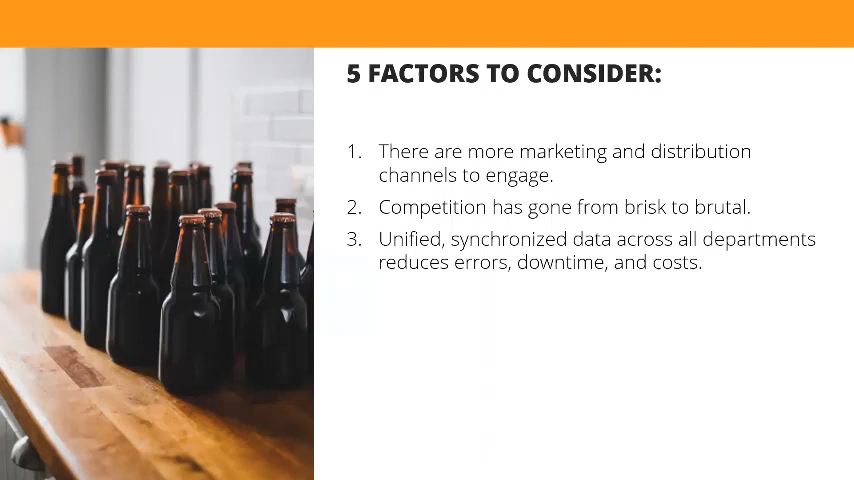 5 FACTORS TO CONSIDER:
1. There are more marketing and distribution
channels to engage.
2. Competition has gone from brisk to brutal.
3. Unified, synchronized data across all departments
reduces errors, downtime, and costs.